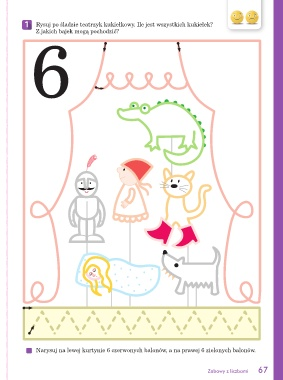 1 Rysuj po śladzie teatrzyk kukiełkowy. Ile jest wszystkich kukiełek?
Z jakich bajek mogą pochodzić?
6
Narysuj na lewej kurtynie 6 czerwonych balonów, a na prawej 6 zielonych balonów.
Zabawy z liczbami 67